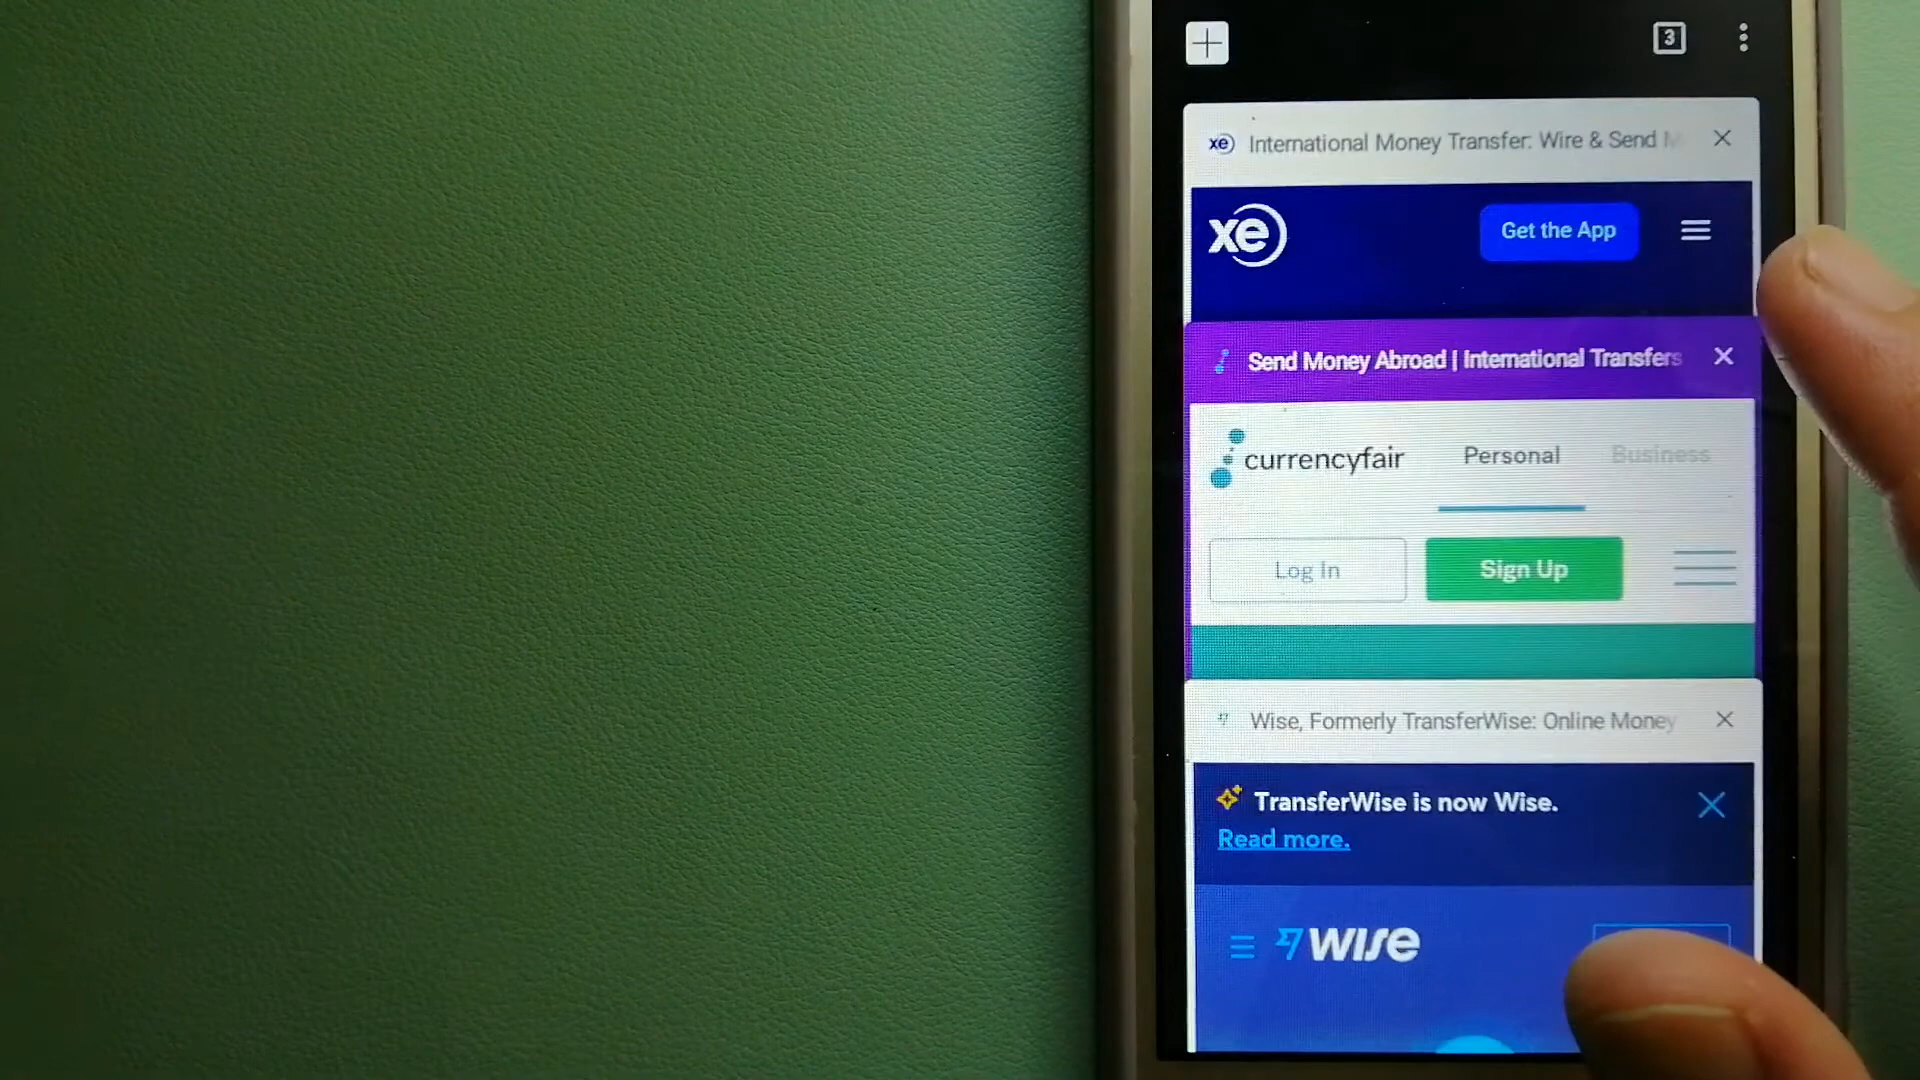 3
xe International Money Transfer: Wire & Send M
xe Get the App
Send Money Abroad | International Transfers
currencyfair Personal Business
Log In Sign Up
Wise, Formerly TransferWise: Online Money
TransferWise is now Wise.
Read more.
WISE